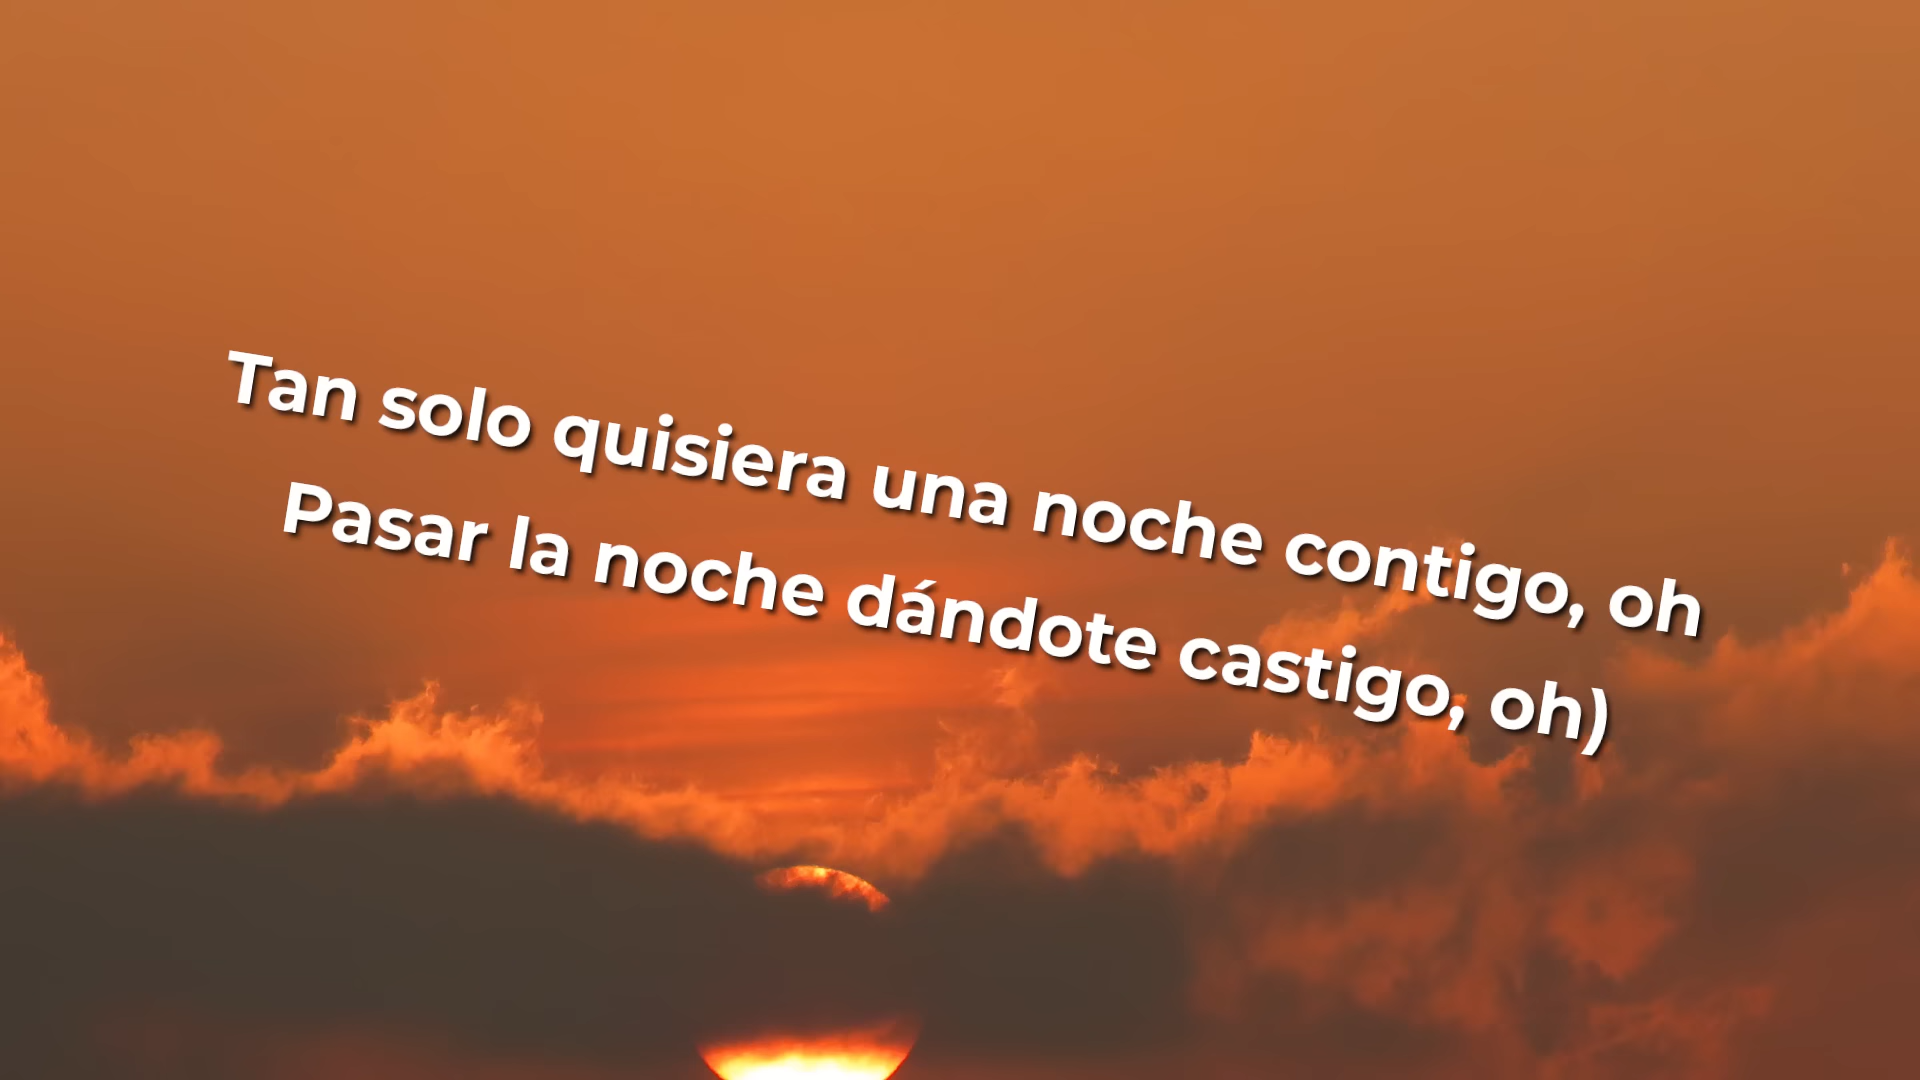 Tan solo quisiera una noche contigo, oh
Pasar la noche dándote castigo, oh)